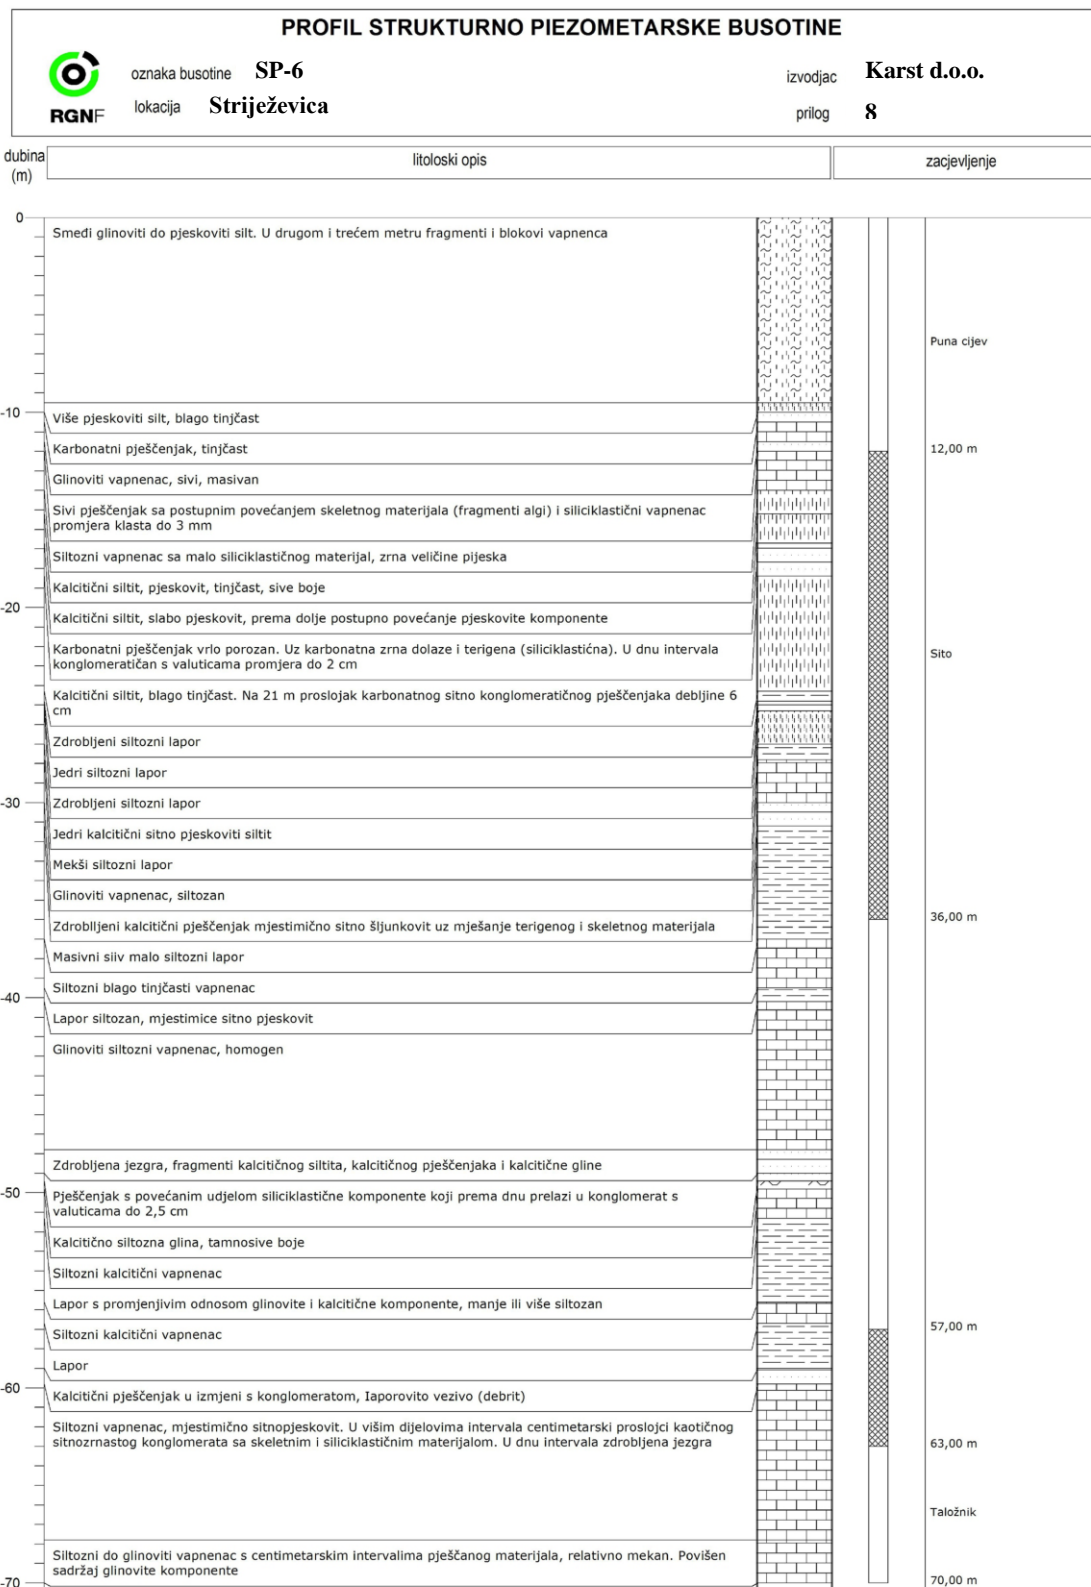 PROFIL STRUKTURNO PIEZOMETARSKE BUSOTINE
oznaka busotine SP-6
izvodjac Karst d.o.o.
RGNF
lokacija Striježevica
prilog 8
dubina
(m)
litoloski opis
zacjevljenje
0
Smeđi glinoviti do pjeskoviti silt. U drugom i trećem metru fragmenti i blokovi vapnenca
Puna cijev
-10
Više pjeskoviti silt, blago tinjčast
Karbonatni pješčenjak, tinjčast
12,00 m
Glinoviti vapnenac, sivi, masivan
Sivi pješčenjak sa postupnim povećanjem skeletnog materijala (fragmenti algi) i siliciklastični vapnenac
promjera klasta do 3 mm
Siltozni vapnenac sa malo siliciklastičnog materijal, zrna veličine pijeska
Kalcitični siltit, pjeskovit, tinjčast, sive boje
-20
Kalcitični siltit, slabo pjeskovit, prema dolje postupno povećanje pjeskovite komponente
Karbonatni pješčenjak vrlo porozan. Uz karbonatna zrna dolaze i terigena (siliciklastićna). U dnu intervala
konglomeratičan s valuticama promjera do 2 cm
Sito
Kalcitični siltit, blago tinjčast. Na 21 m proslojak karbonatnog sitno konglomeratičnog pješčenjaka debljine 6
cm
Zdrobljeni siltozni lapor
Jedri siltozni lapor
-30
Zdrobljeni siltozni lapor
Jedri kalcitični sitno pjeskoviti siltit
Mekši siltozni lapor
Glinoviti vapnenac, siltozan
36,00 m
Zdroblljeni kalcitični pješčenjak mjestimično sitno šljunkovit uz mješanje terigenog i skeletnog materijala
Masivni siiv malo siltozni lapor
Siltozni blago tinjčasti vapnenac
-40
Lapor siltozan, mjestimice sitno pjeskovit
Glinoviti siltozni vapnenac, homogen
Zdrobljena jezgra, fragmenti kalcitičnog siltita, kalcitičnog pješčenjaka i kalcitične gline
-50
Pješčenjak s povećanim udjelom siliciklastične komponente koji prema dnu prelazi u konglomerat s
valuticama do 2,5 cm
Kalcitično siltozna glina, tamnosive boje
Siltozni kalcitični vapnenac
Lapor s promjenjivim odnosom glinovite i kalcitične komponente, manje ili više siltozan
57,00 m
Siltozni kalcitični vapnenac
Lapor
-60
Kalcitični pješčenjak u izmjeni s konglomeratom, Iaporovito vezivo (debrit)
Siltozni vapnenac, mjestimično sitnopjeskovit. U višim dijelovima intervala centimetarski proslojci kaotičnog
sitnozrnastog konglomerata sa skeletnim i siliciklastičnim materijalom. U dnu intervala zdrobljena jezgra
63,00 m
Taložnik
Siltozni do glinoviti vapnenac s centimetarskim intervalima pješčanog materijala, relativno mekan. Povišen
sadržaj glinovite komponente
-70
70,00 m